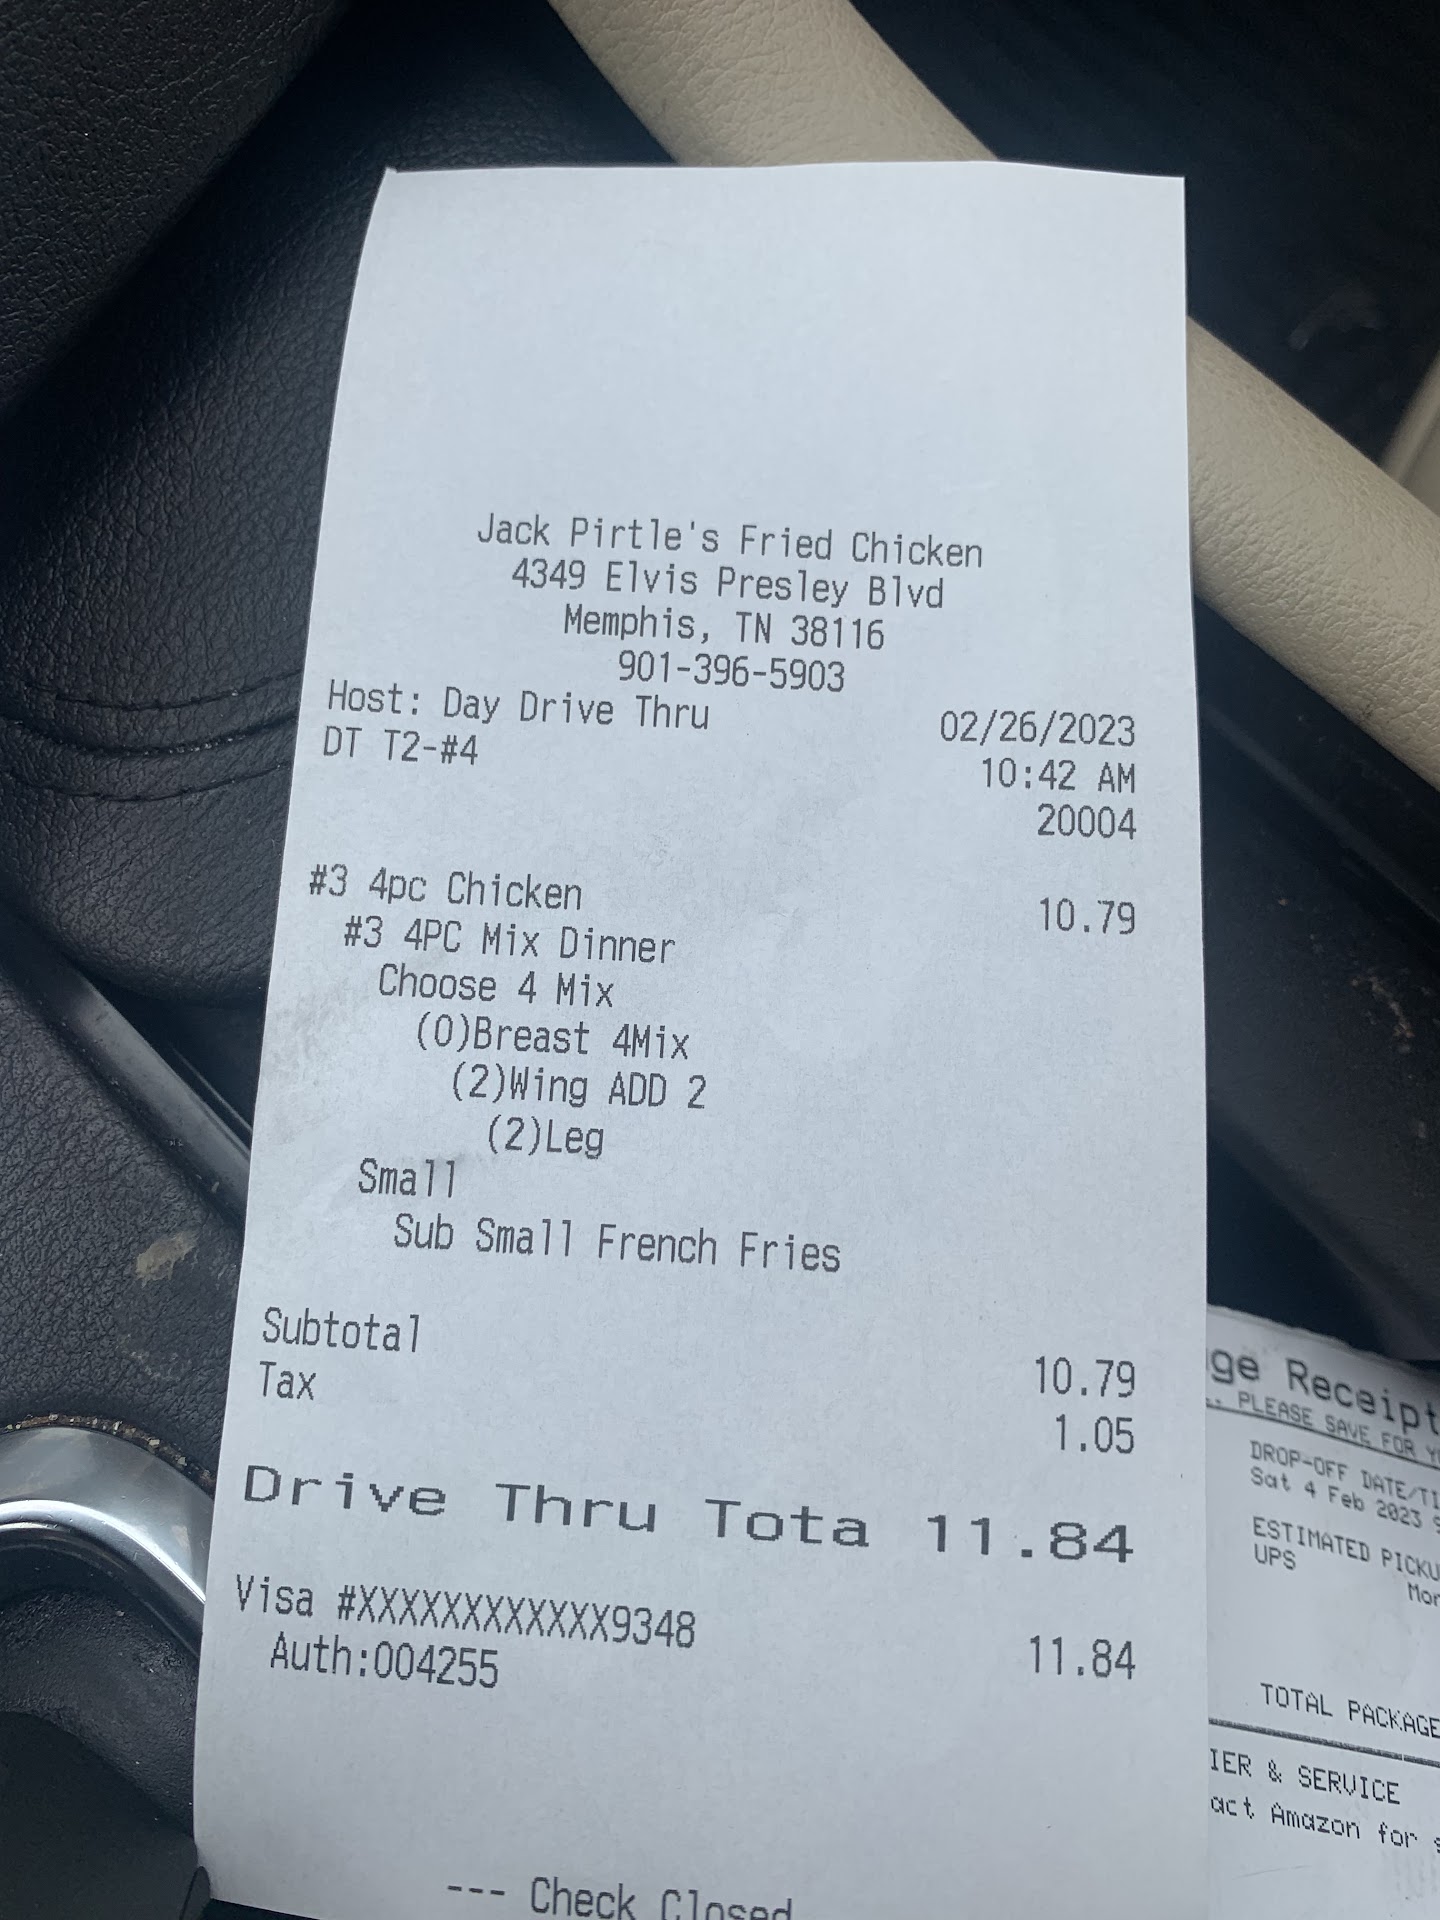 Jack Pirtle's Fried Chicken
4349 Elvis Presley Blvd
Memphis, TN 38116
901-396-5903
Host: Day Drive Thru 02/26/2023
DT T2-#4 10:42 AM
20004
#3 4pc Chicken 10.79
#3 4PC Mix Dinner
Choose 4 Mix
(0)Breast 4Mix
(2)Wing ADD 2
(2)Leg
Small
Sub Small French Fries
Subtotal 10.79
Tax 1.05
Drive Thru Tota 11.84
Visa #XXXXXXXXXXXX9348 11.84
Auth:004255
--- Check Closed
ge Receipt
PLEASE SAVE FOR
DROP-OFF DATE/TI
Sat 4 Feb 2023
ESTIMATED PICKU
UPS
Mon
TOTAL PACKAGE
IER & SERVICE
act Amazon for